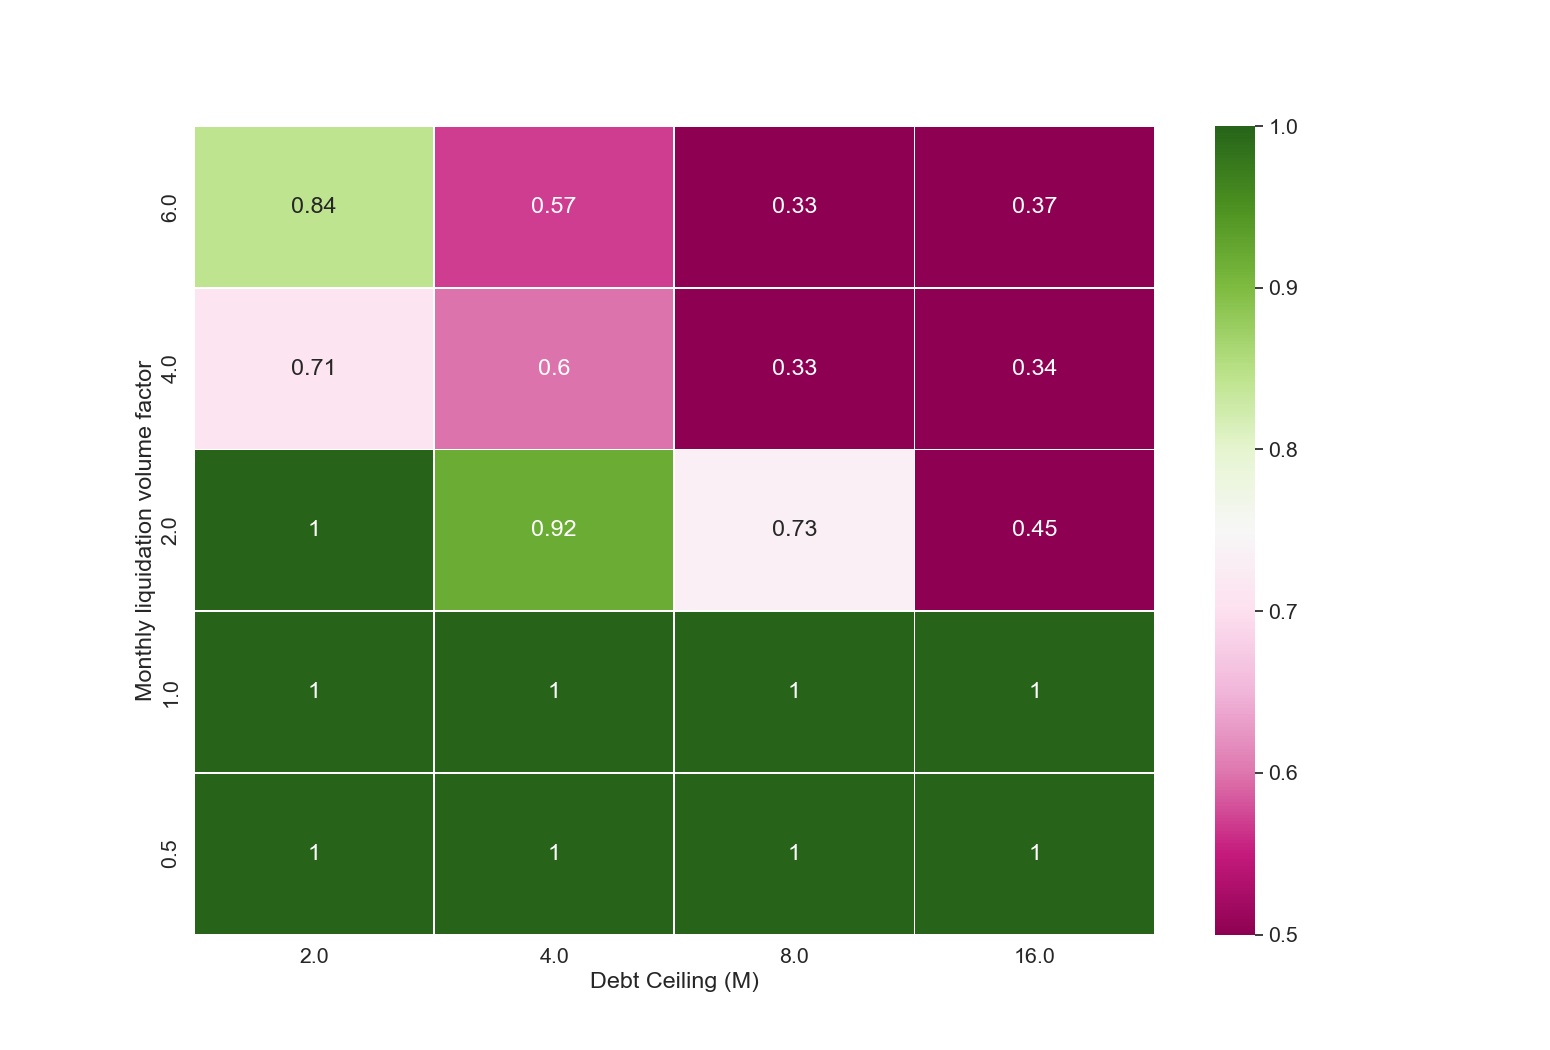 Monthly liquidation volume factor
6.0 0.84 0.57 0.33 0.37
4.0 0.71 0.6 0.33 0.34
2.0 1 0.92 0.73 0.45
1.0 1 1 1 1
0.5 1 1 1 1
2.0 4.0 8.0 16.0
Debt Ceiling (M)
1.0
0.9
0.8
0.7
0.6
0.5